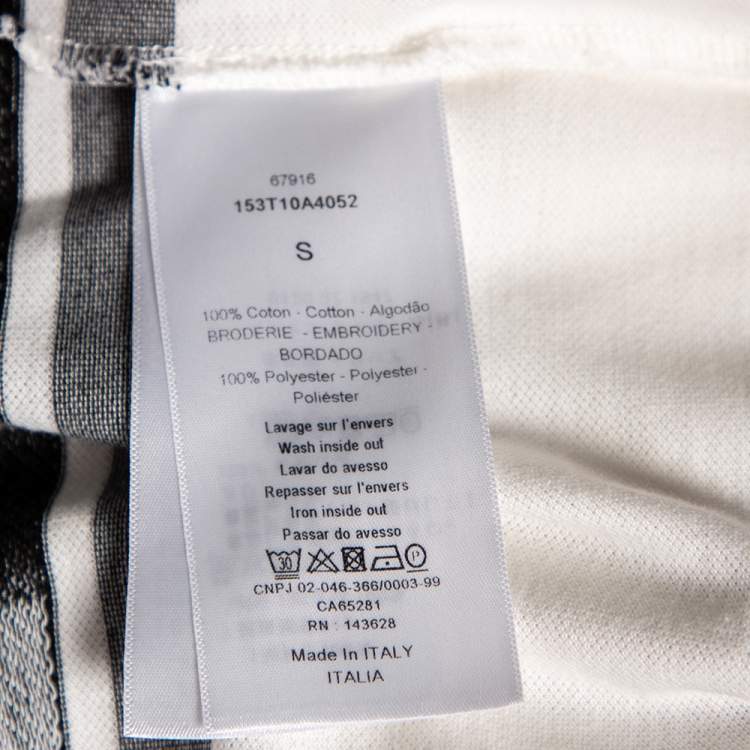 67916
153T10A4052
S
100% Coton - Cotton - Algodão
BRODERIE - EMBROIDERY -
BORDADO
100% Polyester - Polyester -
Poliéster
Lavage sur l'envers
Wash inside out
Lavar do avesso
Repasser sur l'envers
Iron inside out
Passar do avesso
30 P
CNPJ 02-046-366/0003-99
CA65281
RN : 143628
Made In ITALY
ITALIA